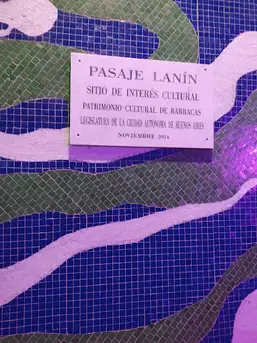 PASAJE LANÍN
SITIO DE INTERÉS CULTURAL
PATRIMONIO CULTURAL DE BARRACAS
LEGISLATURA DE LA CIUDAD AUTÓNOMA DE BUENOS AIRES
NOVIEMBRE 2014